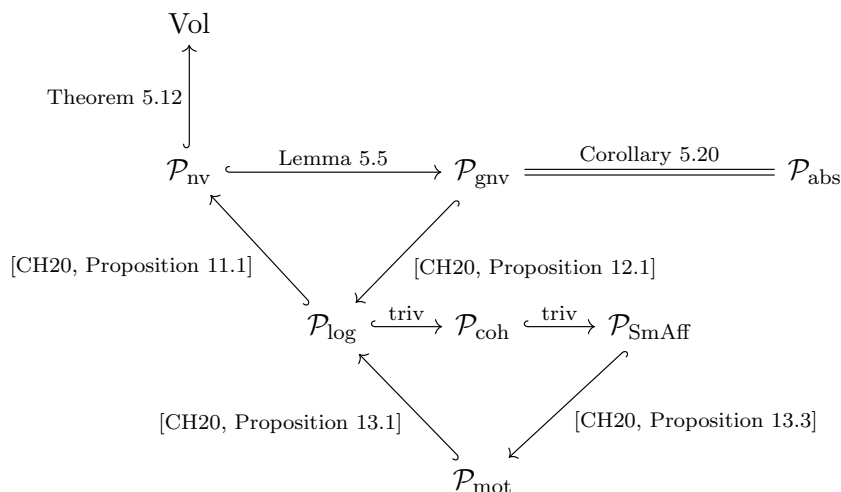 Vol
Theorem 5.12
𝒫nv Lemma 5.5 𝒫gnv Corollary 5.20 𝒫abs
[CH20, Proposition 11.1] [CH20, Proposition 12.1]
𝒫log triv 𝒫coh triv 𝒫SmAff
[CH20, Proposition 13.1] [CH20, Proposition 13.3]
𝒫mot